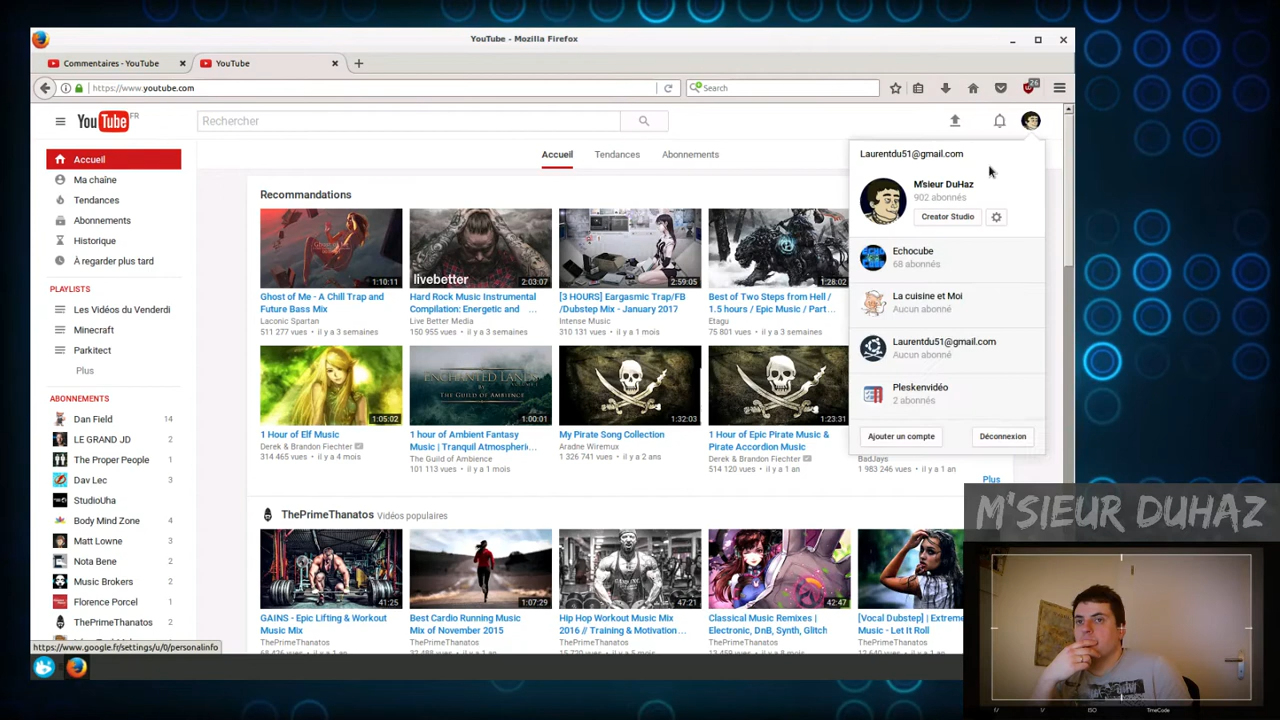 YouTube - Mozilla Firefox
Commentaires - YouTube
YouTube
https://www.youtube.com
Search
26
YouTube FR
Rechercher
Accueil
Tendances
Abonnements
Accueil
Ma chaîne
Tendances
Abonnements
Historique
À regarder plus tard
PLAYLISTS
Les Vidéos du Venderdi
Minecraft
Parkitect
Plus
ABONNEMENTS
Dan Field 14
LE GRAND JD 2
The Proper People 1
Dav Lec 2
StudioUha
Body Mind Zone 4
Matt Lowne 3
Nota Bene 2
Music Brokers 2
Florence Porcel 1
ThePrimeThanatos 2
https://www.google.fr/settings/u/0/personalinfo
Recommandations
1:10:11
Ghost of Me - A Chill Trap and
Future Bass Mix
Laconic Spartan
511 277 vues • il y a 3 semaines
livebetter
2:03:07
Hard Rock Music Instrumental
Compilation: Energetic and ...
Live Better Media
150 955 vues • il y a 3 semaines
2:59:05
[3 HOURS] Eargasmic Trap/FB
/Dubstep Mix - January 2017
Intense Music
310 131 vues • il y a 1 mois
1:28:02
Best of Two Steps from Hell /
1.5 hours / Epic Music / Part...
Etagu
75 801 vues • il y a 3 semaines
1:05:02
1 Hour of Elf Music
Derek & Brandon Fiechter
314 465 vues • il y a 4 mois
ENCHANTED LANDS
BY THE GUILD OF AMBIENCE
1:00:01
1 hour of Ambient Fantasy
Music | Tranquil Atmospheri...
The Guild of Ambience
101 113 vues • il y a 1 mois
1:32:03
My Pirate Song Collection
Aradne Wiremux
1 326 741 vues • il y a 2 ans
1:23:31
1 Hour of Epic Pirate Music &
Pirate Accordion Music
Derek & Brandon Fiechter
514 120 vues • il y a 1 an
BadJays
1 983 246 vues • il y a 1 an
Plus
ThePrimeThanatos Vidéos populaires
41:25
GAINS - Epic Lifting & Workout
Music Mix
ThePrimeThanatos
1:07:29
Best Cardio Running Music
Mix of November 2015
ThePrimeThanatos
47:21
Hip Hop Workout Music Mix
2016 // Training & Motivation...
ThePrimeThanatos
42:47
Classical Music Remixes |
Electronic, DnB, Synth, Glitch
ThePrimeThanatos
[Vocal Dubstep] | Extreme
Music - Let It Roll
ThePrimeThanatos
Laurentdu51@gmail.com
M'sieur DuHaz
902 abonnés
Creator Studio
Echocube
68 abonnés
La cuisine et Moi
Aucun abonné
Laurentdu51@gmail.com
Aucun abonné
Pleskenvidéo
2 abonnés
Ajouter un compte
Déconnexion
M'SIEUR DUHAZ
ISO
TimeCode